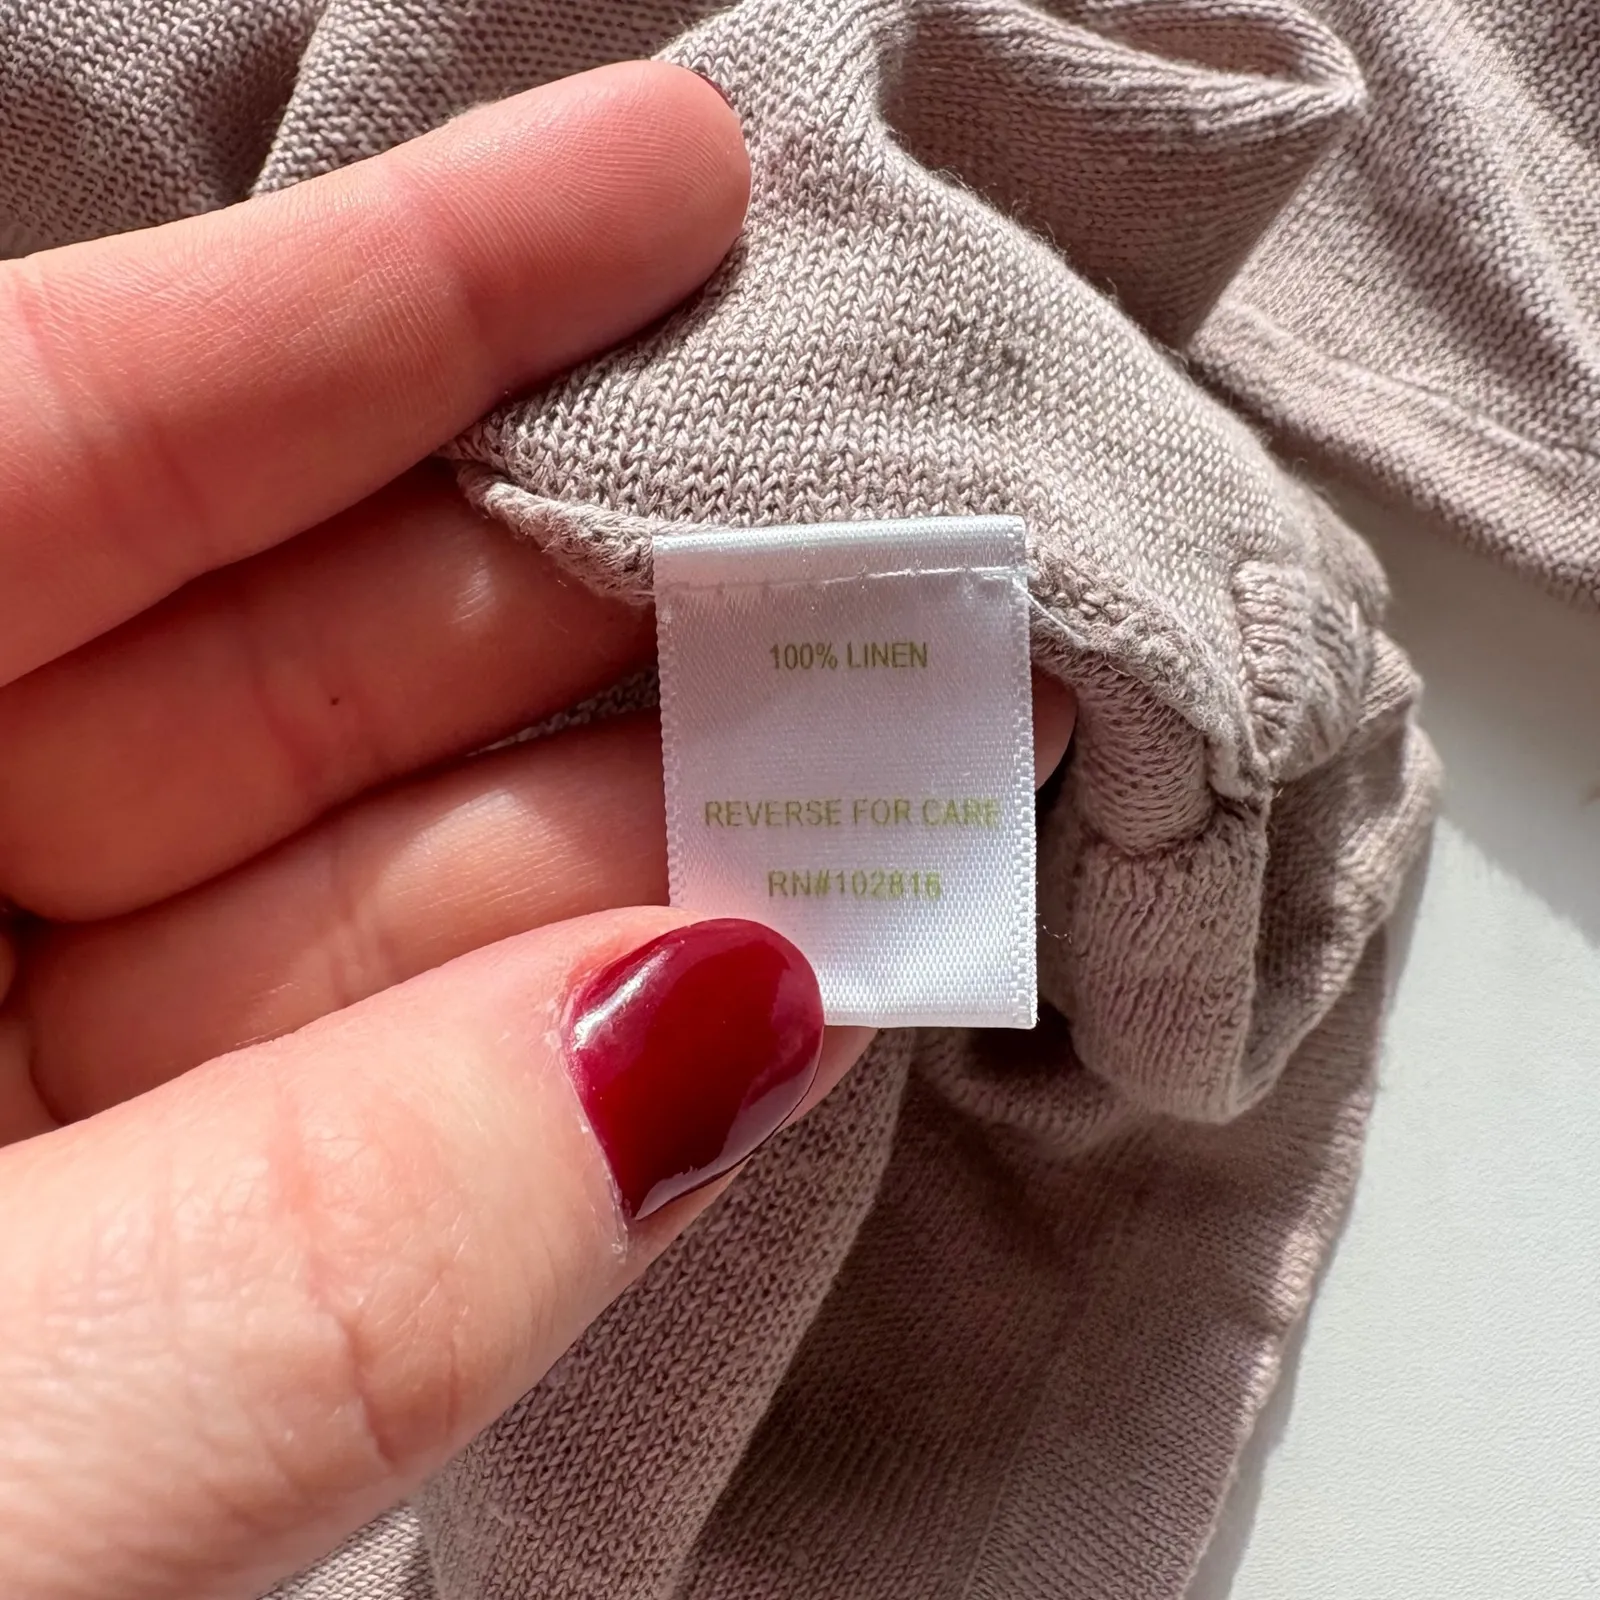 100% LINEN
REVERSE FOR CARE
RN#102816